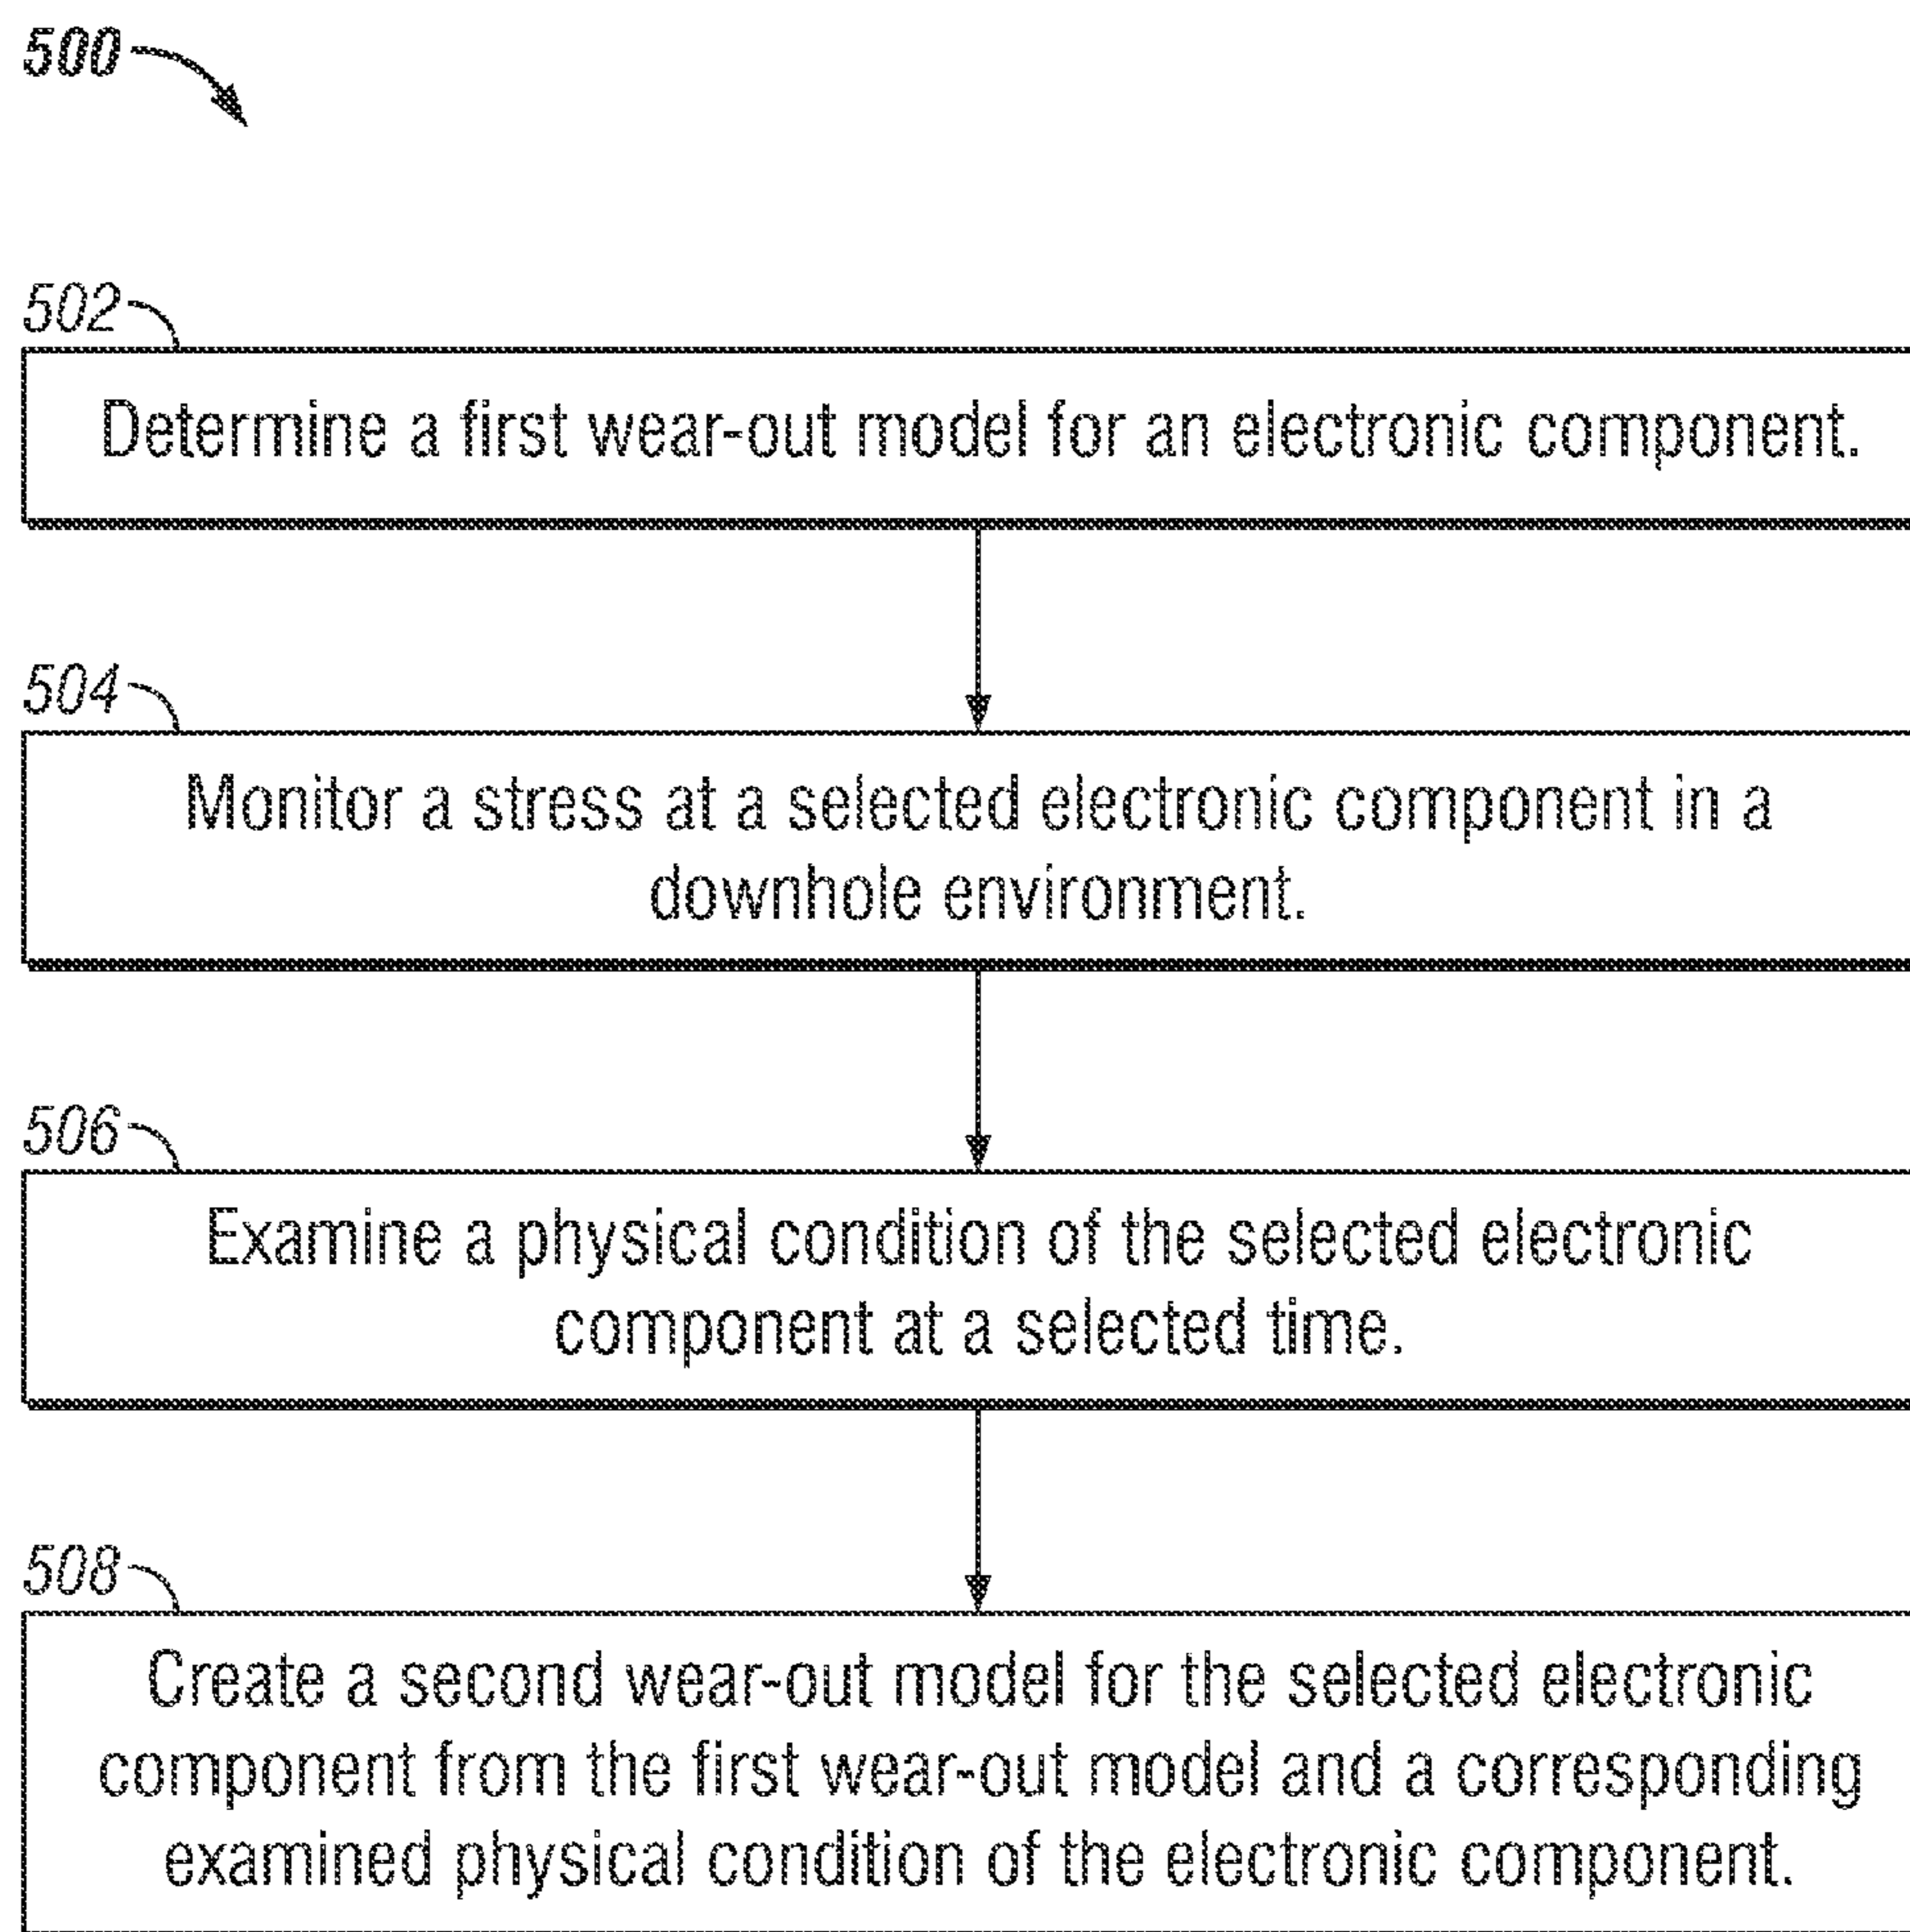 500
502
Determine a first wear-out model for an electronic component.
504
Monitor a stress at a selected electronic component in a
downhole environment.
506
Examine a physical condition of the selected electronic
component at a selected time.
508
Create a second wear-out model for the selected electronic
component from the first wear-out model and a corresponding
examined physical condition of the electronic component.